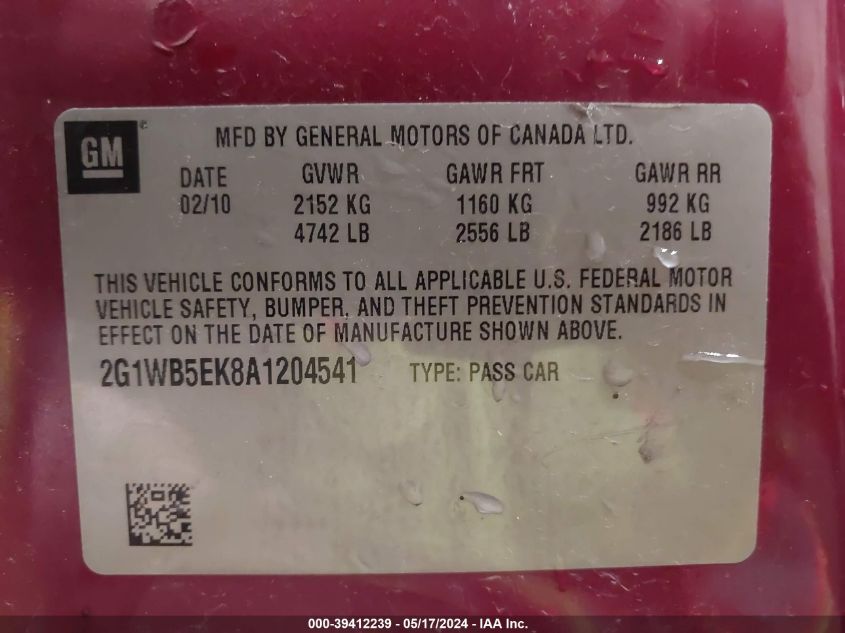 GM
MFD BY GENERAL MOTORS OF CANADA LTD.
DATE GVWR GAWR FRT GAWR RR
02/10 2152 KG 1160 KG 992 KG
4742 LB 2556 LB 2186 LB
THIS VEHICLE CONFORMS TO ALL APPLICABLE U.S. FEDERAL MOTOR
VEHICLE SAFETY, BUMPER, AND THEFT PREVENTION STANDARDS IN
EFFECT ON THE DATE OF MANUFACTURE SHOWN ABOVE.
2G1WB5EK8A1204541 TYPE: PASS CAR
000-39412239 - 05/17/2024 - IAA Inc.